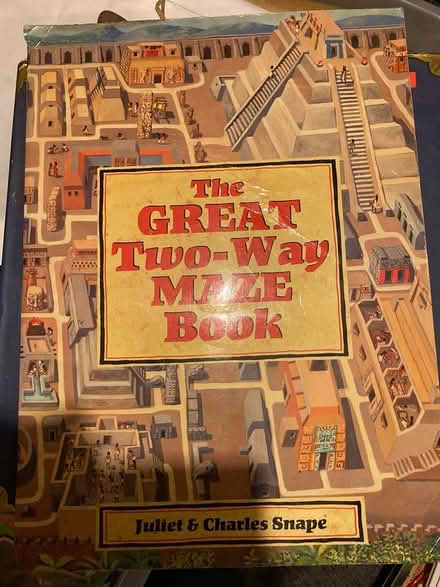 The
GREAT
Two-Way
MAZE
Book
Juliet & Charles Snape